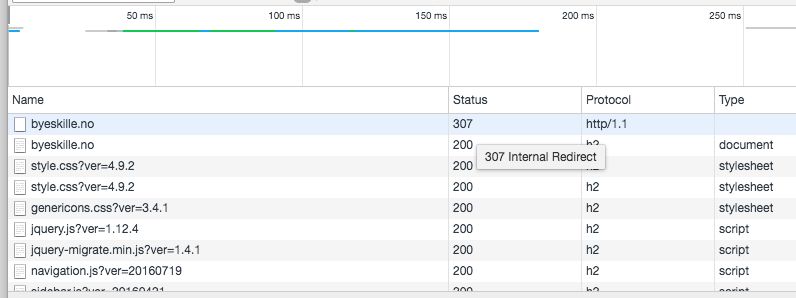 50 ms 100 ms 150 ms 200 ms 250 ms
Name Status Protocol Type
byeskille.no 307 http/1.1
byeskille.no 200 h2 document
307 Internal Redirect
style.css?ver=4.9.2 200 h2 stylesheet
style.css?ver=4.9.2 200 h2 stylesheet
genericons.css?ver=3.4.1 200 h2 stylesheet
jquery.js?ver=1.12.4 200 h2 script
jquery-migrate.min.js?ver=1.4.1 200 h2 script
navigation.js?ver=20160719 200 h2 script
sidebar.js?ver=20160421 200 h2 script